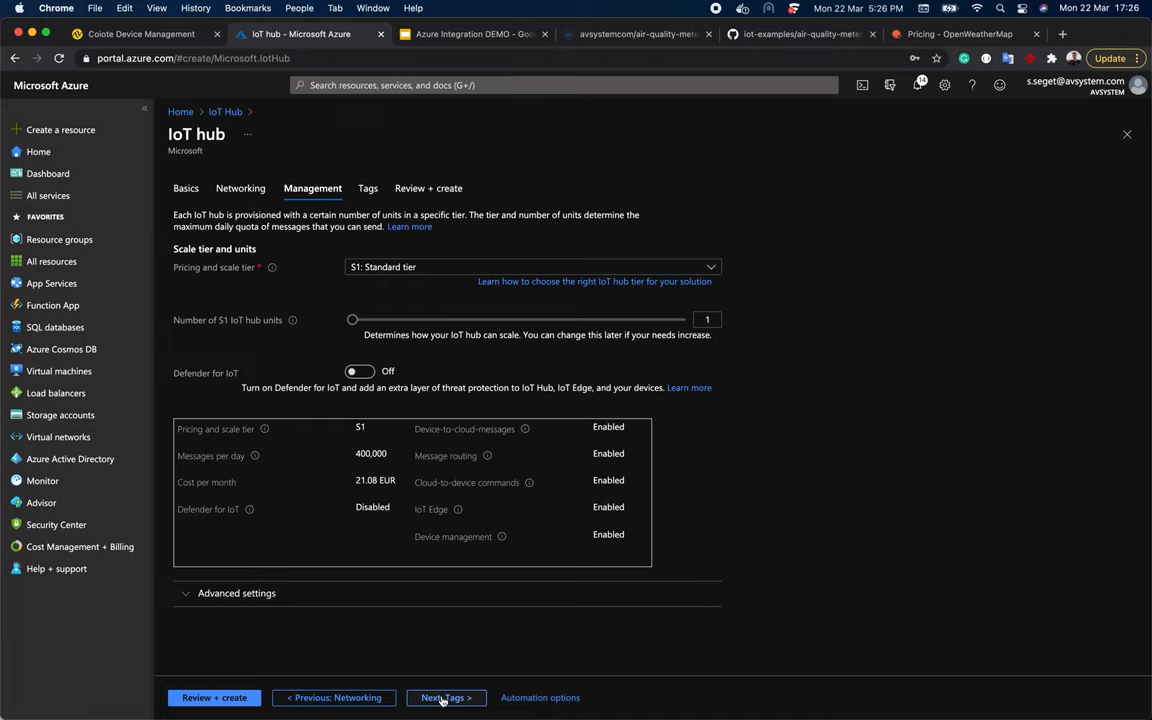 Chrome File Edit View History Bookmarks People Tab Window Help
Mon 22 Mar 5:26 PM
Mon 22 Mar 17:26
Coiote Device Management
IoT hub - Microsoft Azure
Azure Integration DEMO - Goo
avsystemcom/air-quality-mete
iot-examples/air-quality-meter
Pricing - OpenWeatherMap
portal.azure.com/#create/Microsoft.IotHub
Update
Microsoft Azure
Search resources, services, and docs (G+/)
14
s.seget@avsystem.com
AVSYSTEM
Create a resource
Home
Dashboard
All services
FAVORITES
Resource groups
All resources
App Services
Function App
SQL databases
Azure Cosmos DB
Virtual machines
Load balancers
Storage accounts
Virtual networks
Azure Active Directory
Monitor
Advisor
Security Center
Cost Management + Billing
Help + support
Home > IoT Hub >
IoT hub ...
Microsoft
Basics Networking Management Tags Review + create
Each IoT hub is provisioned with a certain number of units in a specific tier. The tier and number of units determine the
maximum daily quota of messages that you can send. Learn more
Scale tier and units
Pricing and scale tier * S1: Standard tier
Learn how to choose the right IoT hub tier for your solution
Number of S1 IoT hub units 1
Determines how your IoT hub can scale. You can change this later if your needs increase.
Defender for IoT Off
Turn on Defender for IoT and add an extra layer of threat protection to IoT Hub, IoT Edge, and your devices. Learn more
Pricing and scale tier S1 Device-to-cloud-messages Enabled
Messages per day 400,000 Message routing Enabled
Cost per month 21.08 EUR Cloud-to-device commands Enabled
Defender for IoT Disabled IoT Edge Enabled
Device management Enabled
Advanced settings
Review + create < Previous: Networking Next: Tags > Automation options